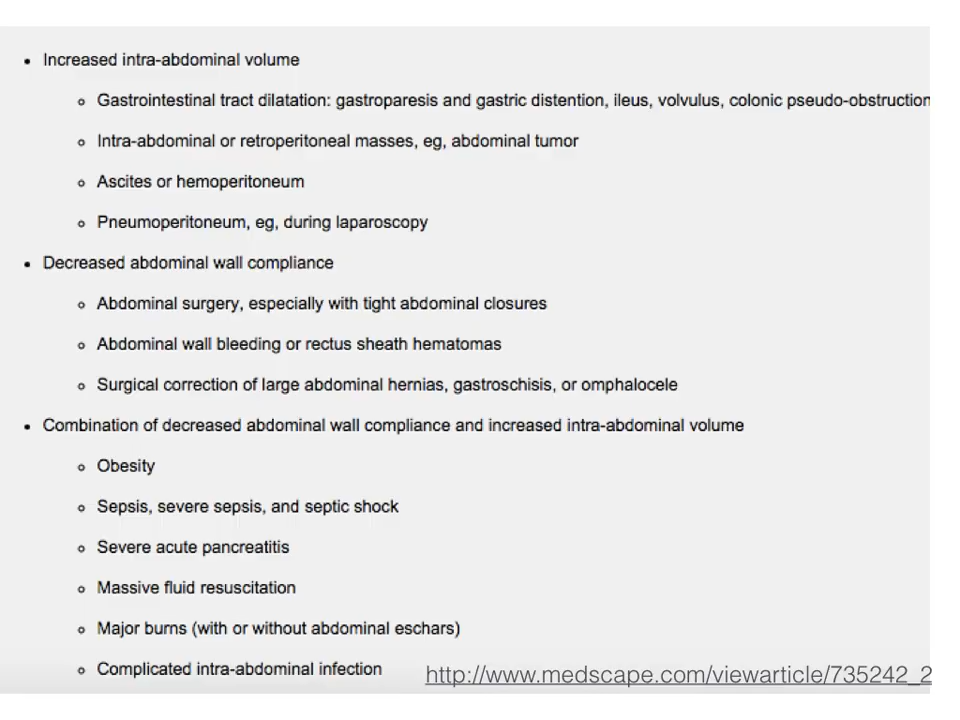 • Increased intra-abdominal volume
◦ Gastrointestinal tract dilatation: gastroparesis and gastric distention, ileus, volvulus, colonic pseudo-obstruction
◦ Intra-abdominal or retroperitoneal masses, eg, abdominal tumor
◦ Ascites or hemoperitoneum
◦ Pneumoperitoneum, eg, during laparoscopy
• Decreased abdominal wall compliance
◦ Abdominal surgery, especially with tight abdominal closures
◦ Abdominal wall bleeding or rectus sheath hematomas
◦ Surgical correction of large abdominal hernias, gastroschisis, or omphalocele
• Combination of decreased abdominal wall compliance and increased intra-abdominal volume
◦ Obesity
◦ Sepsis, severe sepsis, and septic shock
◦ Severe acute pancreatitis
◦ Massive fluid resuscitation
◦ Major burns (with or without abdominal eschars)
◦ Complicated intra-abdominal infection
http://www.medscape.com/viewarticle/735242_2